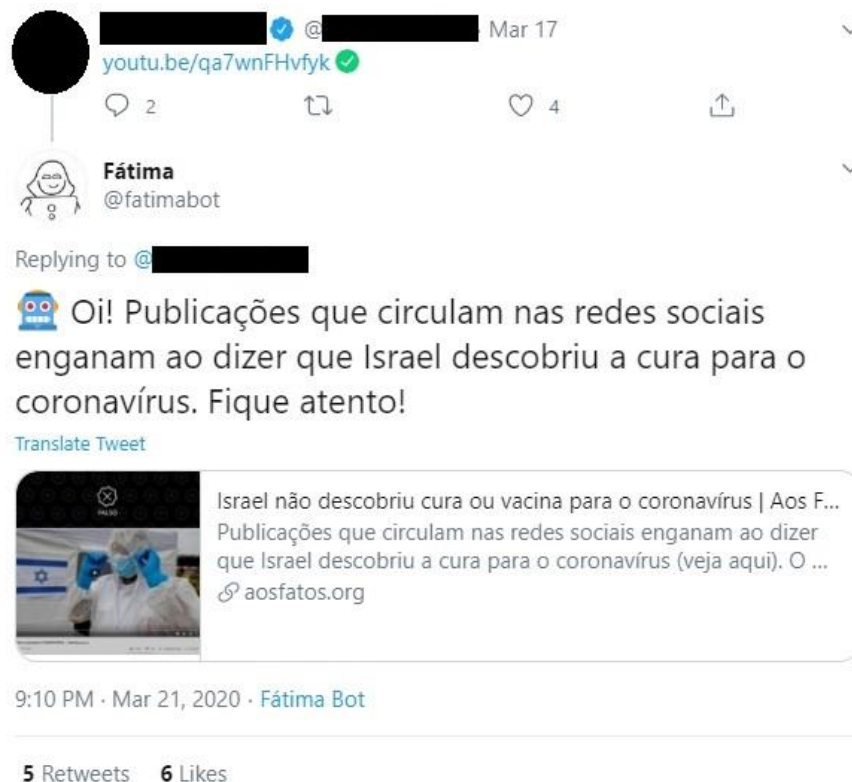 @ Mar 17
youtu.be/qa7wnFHvfyk
2 4
Fátima
@fatimabot
Replying to @
Oi! Publicações que circulam nas redes sociais
enganam ao dizer que Israel descobriu a cura para o
coronavírus. Fique atento!
Translate Tweet
FALSO
Israel não descobriu cura ou vacina para o coronavírus | Aos F...
Publicações que circulam nas redes sociais enganam ao dizer
que Israel descobriu a cura para o coronavírus (veja aqui). O ...
aosfatos.org
9:10 PM · Mar 21, 2020 · Fátima Bot
5 Retweets 6 Likes